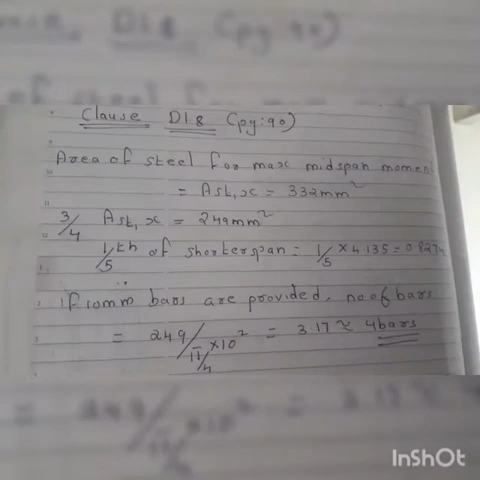 Clause D1.8 (pg:90)
Area of steel for max midspan moment
= Ast,x = 332mm²
3/4 Ast,x = 249mm²
1/5th of shorterspan = 1/5 × 4.135 = 0.827
If 10mm bars are provided, no of bars
= 249/π/4 ×10² = 3.17 ≈ 4bars
InShOt